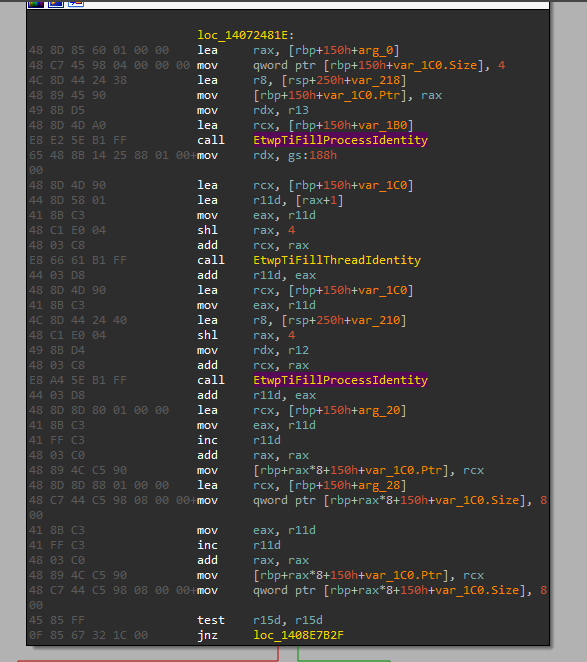 loc_14072481E:
48 8D 85 60 01 00 00 lea rax, [rbp+150h+arg_0]
48 C7 45 98 04 00 00 00 mov qword ptr [rbp+150h+var_1C0.Size], 4
4C 8D 44 24 38 lea r8, [rsp+250h+var_218]
48 89 45 90 mov [rbp+150h+var_1C0.Ptr], rax
49 8B D5 mov rdx, r13
48 8D 4D A0 lea rcx, [rbp+150h+var_1B0]
E8 E2 5E B1 FF call EtwpTiFillProcessIdentity
65 48 8B 14 25 88 01 00+mov rdx, gs:188h
00
48 8D 4D 90 lea rcx, [rbp+150h+var_1C0]
44 8D 58 01 lea r11d, [rax+1]
41 8B C3 mov eax, r11d
48 C1 E0 04 shl rax, 4
48 03 C8 add rcx, rax
E8 66 61 B1 FF call EtwpTiFillThreadIdentity
44 03 D8 add r11d, eax
48 8D 4D 90 lea rcx, [rbp+150h+var_1C0]
41 8B C3 mov eax, r11d
4C 8D 44 24 40 lea r8, [rsp+250h+var_210]
48 C1 E0 04 shl rax, 4
49 8B D4 mov rdx, r12
48 03 C8 add rcx, rax
E8 A4 5E B1 FF call EtwpTiFillProcessIdentity
44 03 D8 add r11d, eax
48 8D 8D 80 01 00 00 lea rcx, [rbp+150h+arg_20]
41 8B C3 mov eax, r11d
41 FF C3 inc r11d
48 03 C0 add rax, rax
48 89 4C C5 90 mov [rbp+rax*8+150h+var_1C0.Ptr], rcx
48 8D 8D 88 01 00 00 lea rcx, [rbp+150h+arg_28]
48 C7 44 C5 98 08 00 00+mov qword ptr [rbp+rax*8+150h+var_1C0.Size], 8
00
41 8B C3 mov eax, r11d
41 FF C3 inc r11d
48 03 C0 add rax, rax
48 89 4C C5 90 mov [rbp+rax*8+150h+var_1C0.Ptr], rcx
48 C7 44 C5 98 08 00 00+mov qword ptr [rbp+rax*8+150h+var_1C0.Size], 8
00
45 85 FF test r15d, r15d
0F 85 67 32 1C 00 jnz loc_1408E7B2F